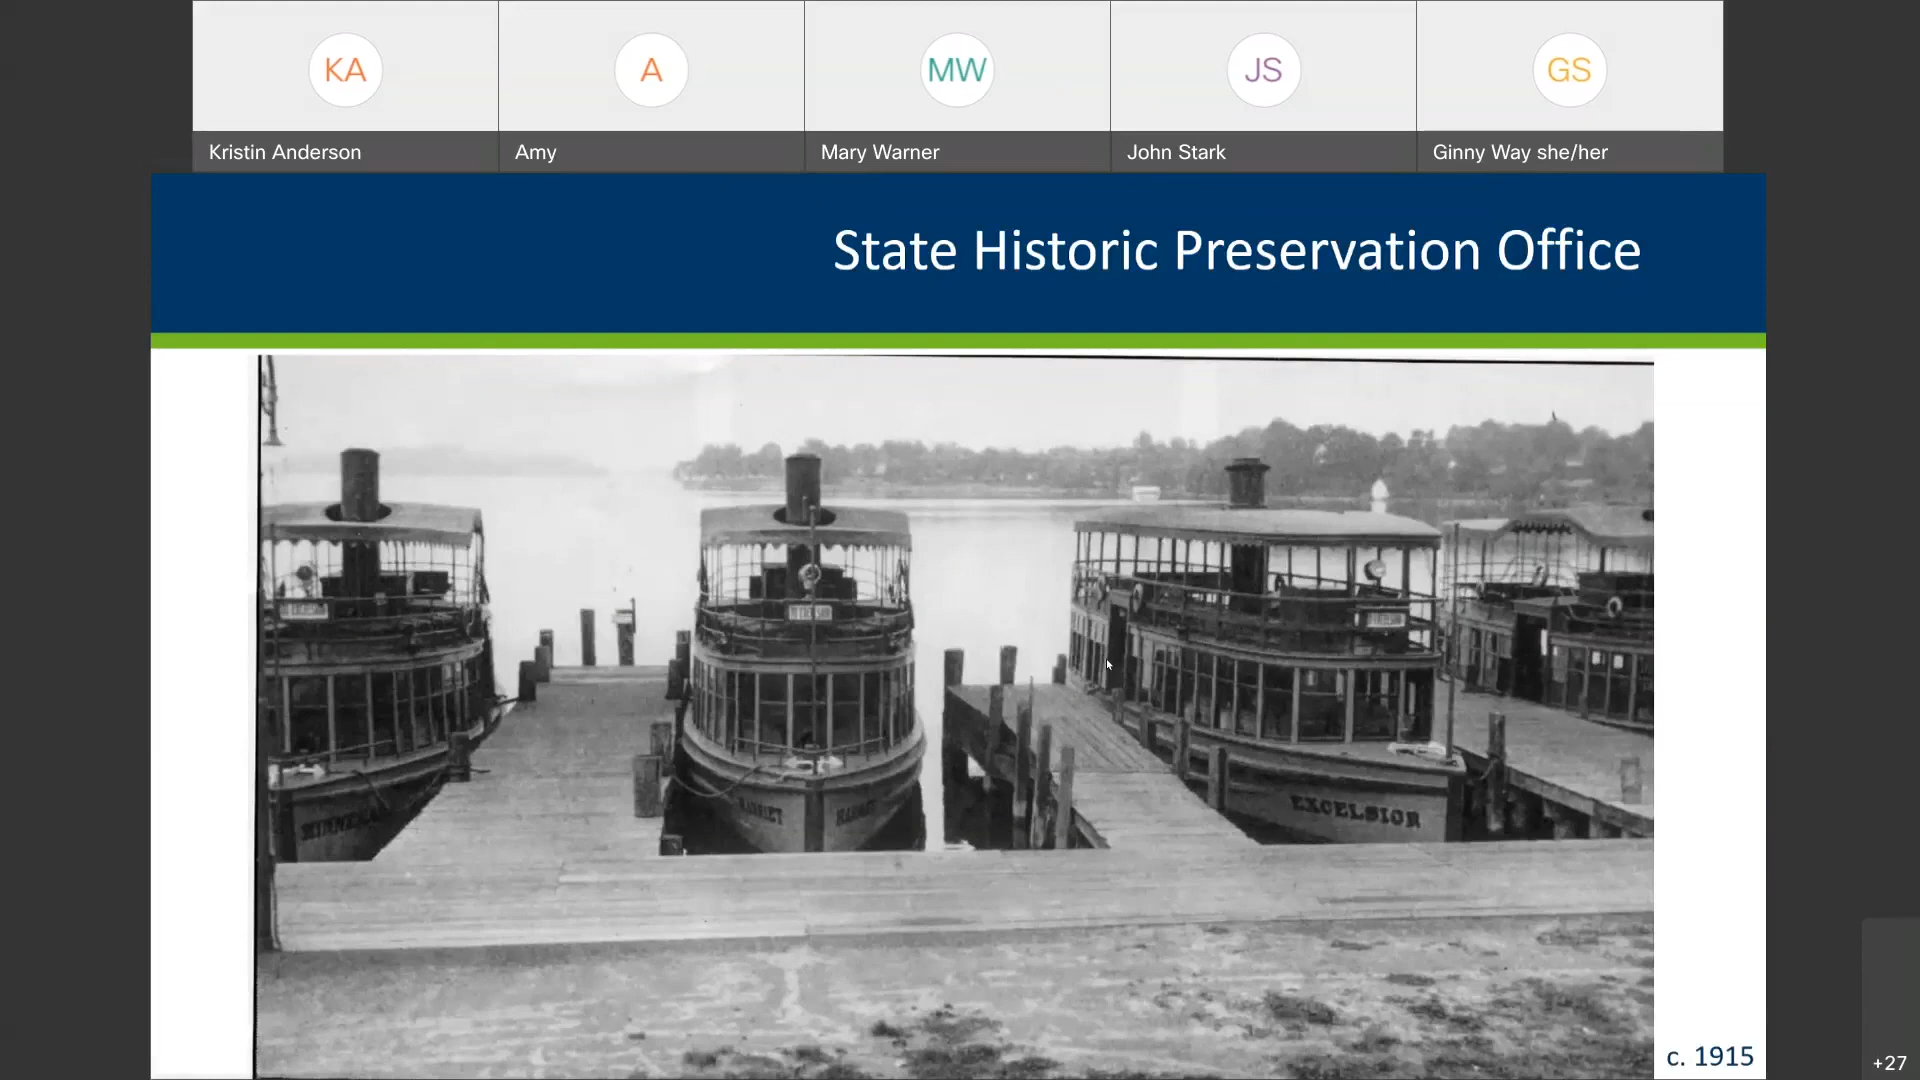 KA
A
MW
JS
GS
Kristin Anderson
Amy
Mary Warner
John Stark
Ginny Way she/her
State Historic Preservation Office
HARRIET
EXCELSIOR
c. 1915
+27